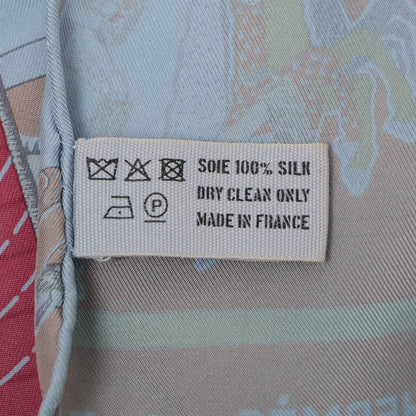 SOIE 100% SILK
DRY CLEAN ONLY
P
MADE IN FRANCE